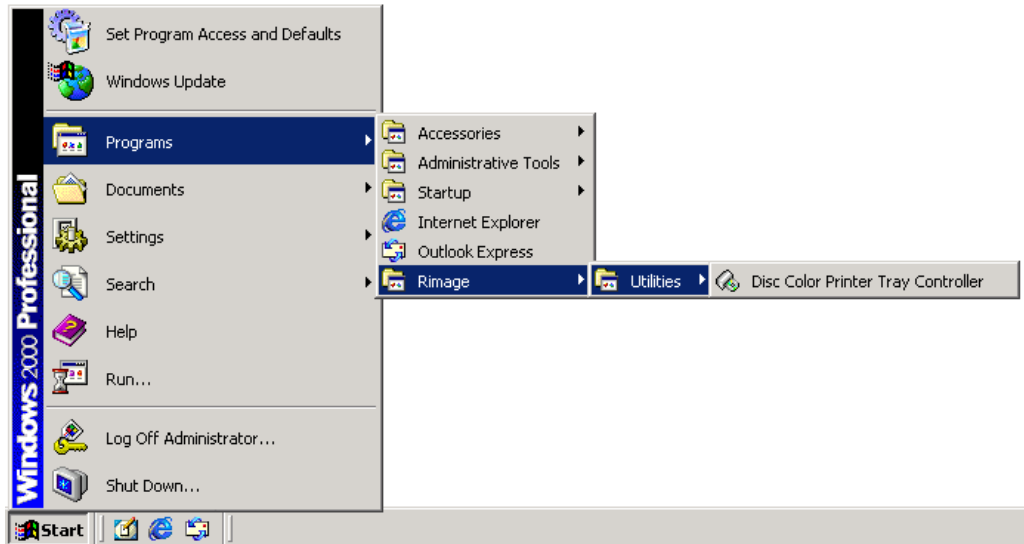 Set Program Access and Defaults
Windows Update
Programs
Documents
Settings
Search
Help
Run...
Log Off Administrator...
Shut Down...
Windows 2000 Professional
Accessories
Administrative Tools
Startup
Internet Explorer
Outlook Express
Rimage
Utilities
Disc Color Printer Tray Controller
Start